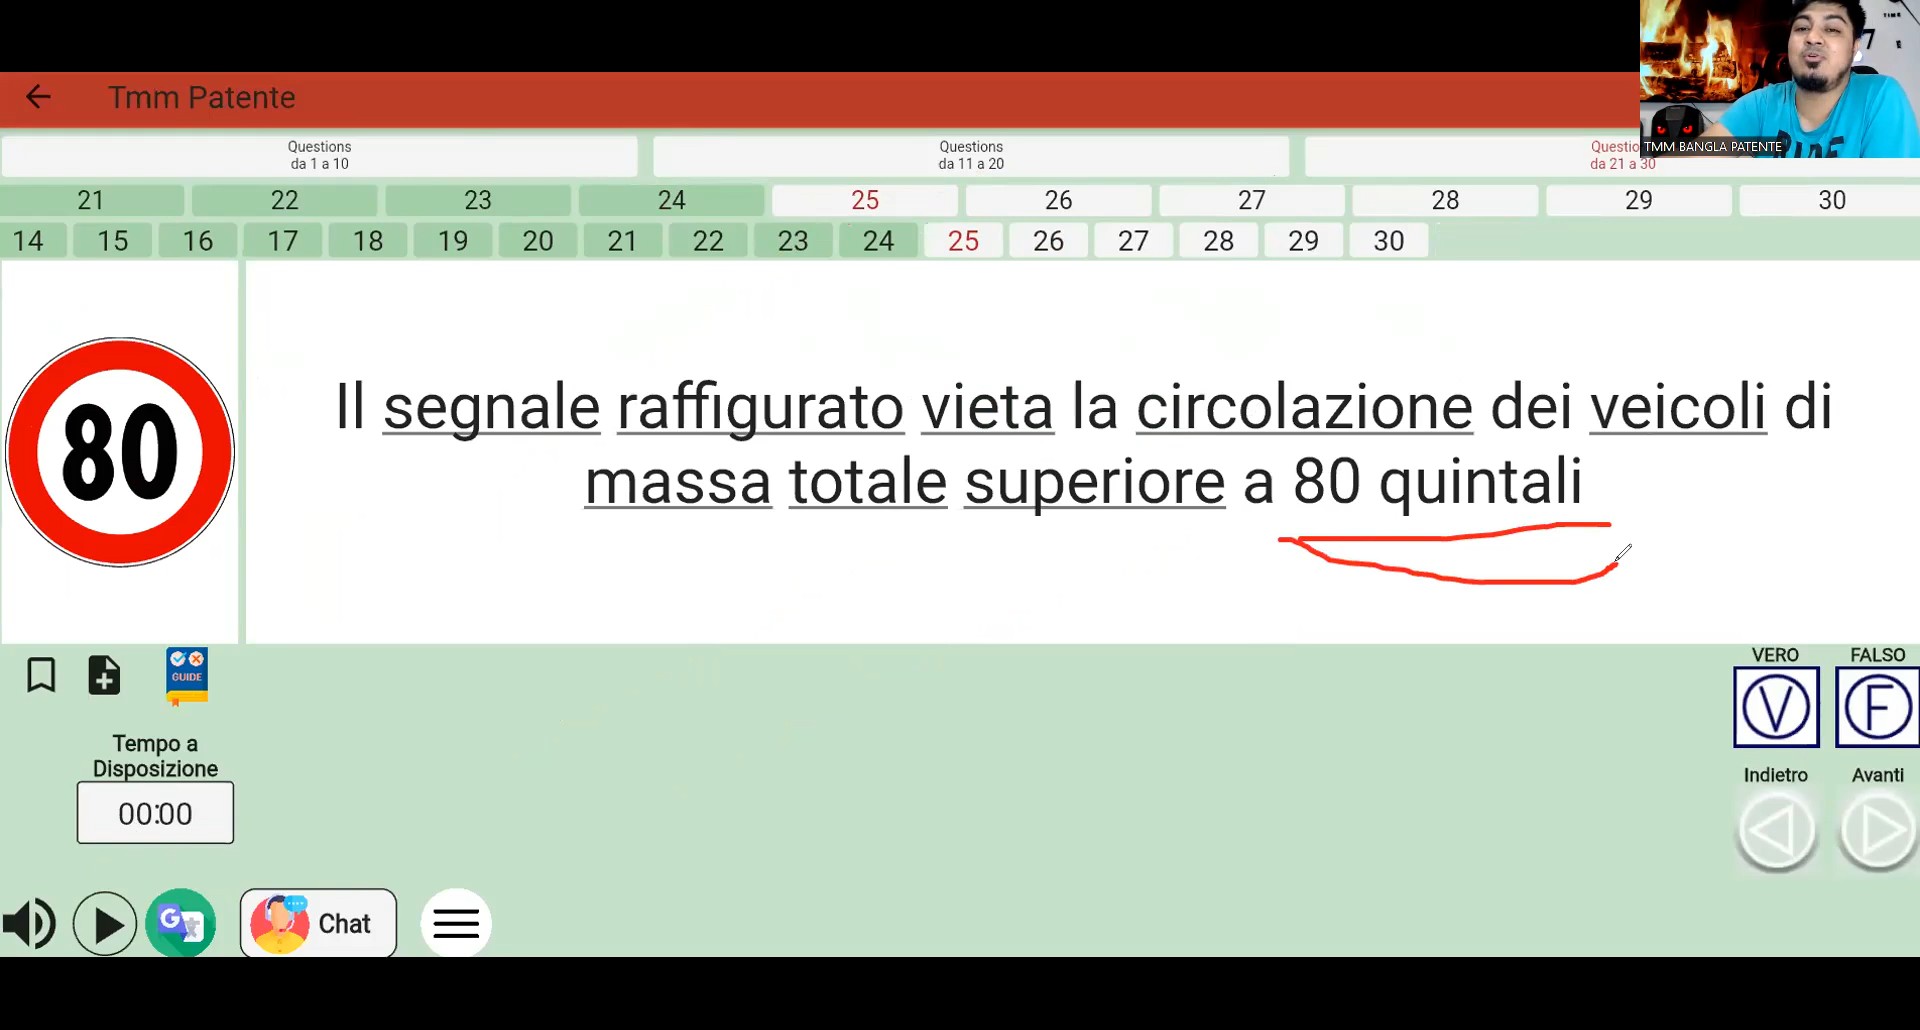 TIME
7
E
Tmm Patente
TMM BANGLA PATENTE
Questions
da 1 a 10
Questions
da 11 a 20
Questio
da 21 a 30
21 22 23 24 25 26 27 28 29 30
14 15 16 17 18 19 20 21 22 23 24 25 26 27 28 29 30
80
Il segnale raffigurato vieta la circolazione dei veicoli di
massa totale superiore a 80 quintali
GUIDE
VERO FALSO
V F
Tempo a
Disposizione
00:00
Indietro Avanti
G
Chat